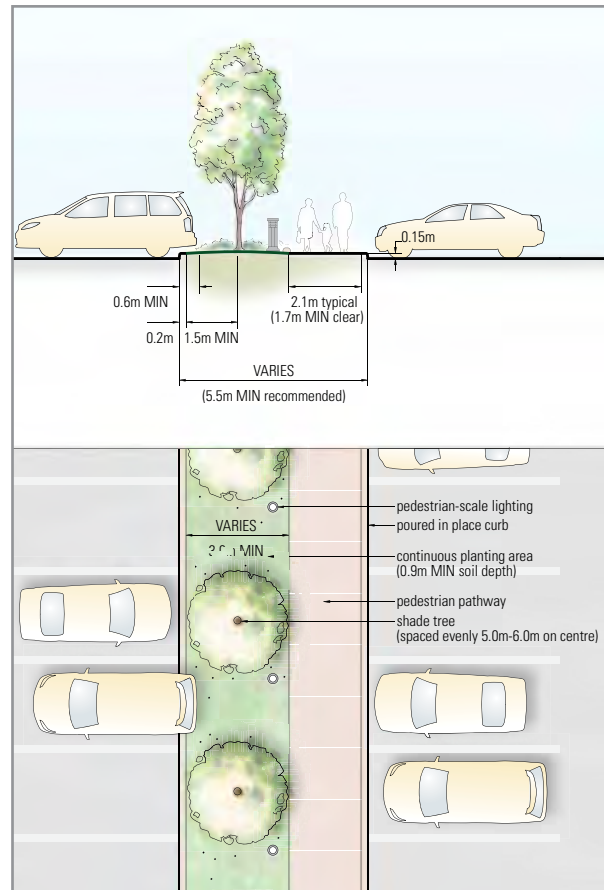 0.15m
0.6m MIN
2.1m typical
(1.7m MIN clear)
0.2m
1.5m MIN
VARIES
(5.5m MIN recommended)
pedestrian-scale lighting
poured in place curb
VARIES
MIN
continuous planting area
(0.9m MIN soil depth)
pedestrian pathway
shade tree
(spaced evenly 5.0m-6.0m on centre)